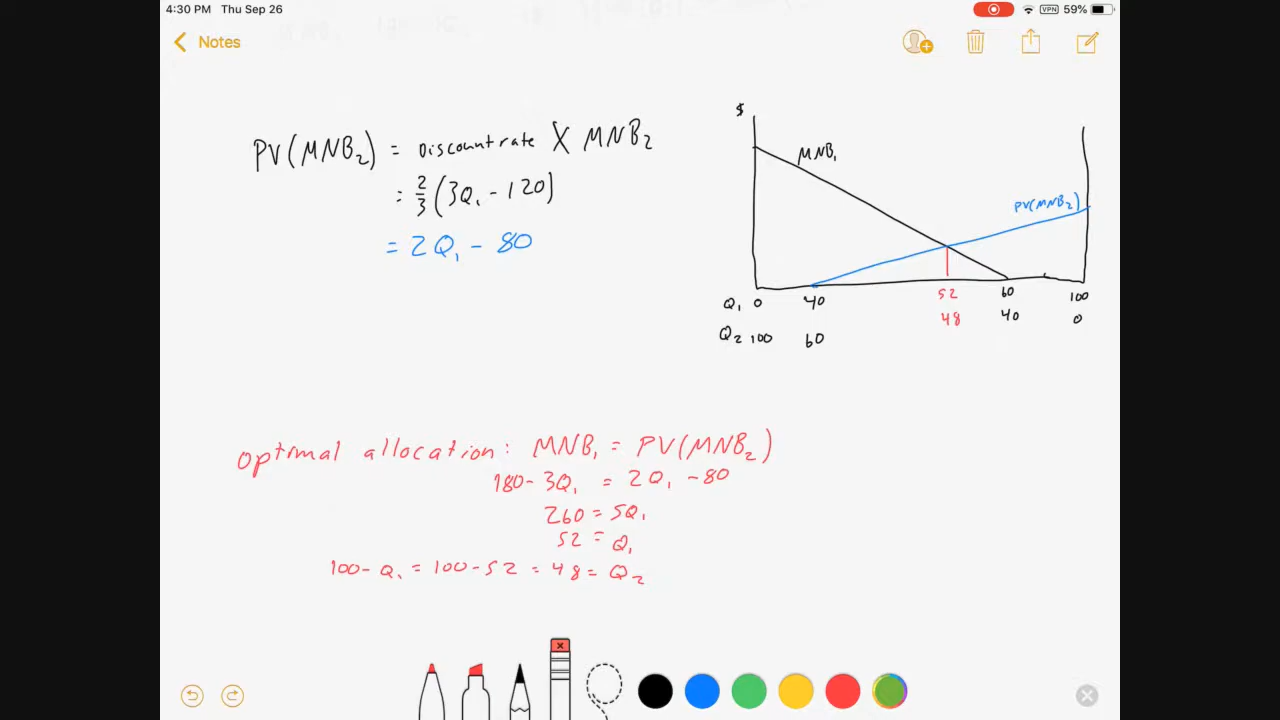 4:30 PM Thu Sep 26
VPN 59%
Notes
PV(MNB₂) = Discountrate X MNB₂
= 2/3 (3Q₁ - 120)
= 2Q₁ - 80
$
MNB₁
PV(MNB₂)
Q₁ 0 40 52 60 100
48 40 0
Q₂ 100 60
optimal allocation: MNB₁ = PV(MNB₂)
180 - 3Q₁ = 2Q₁ - 80
260 = 5Q₁
52 = Q₁
100 - Q₁ = 100 - 52 = 48 = Q₂